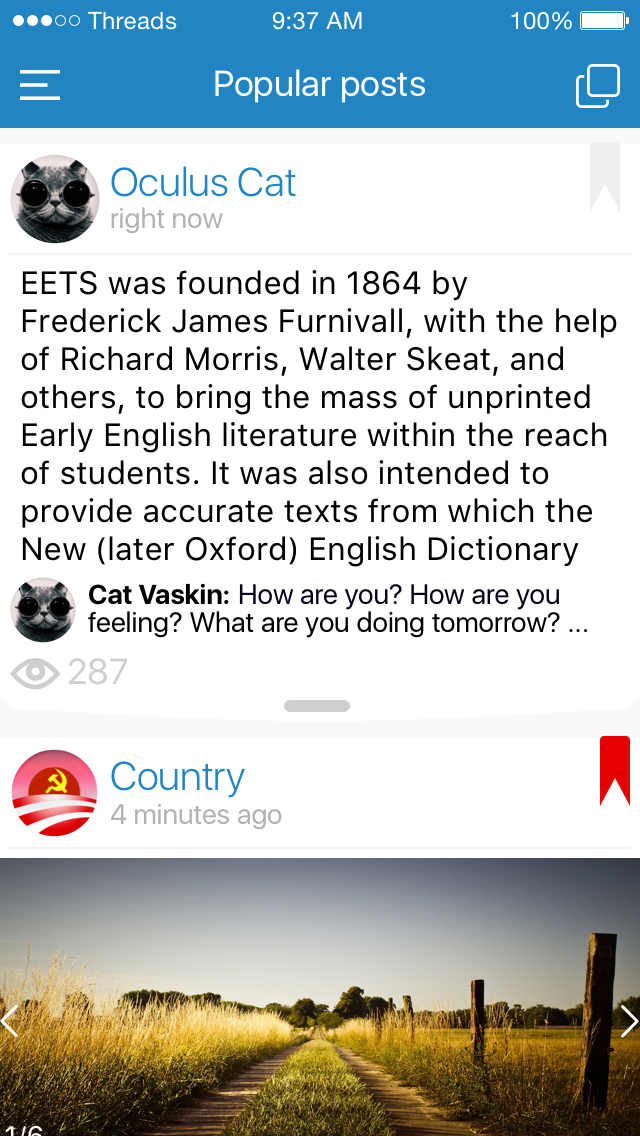 Threads 9:37 AM 100%
Popular posts
Oculus Cat
right now
EETS was founded in 1864 by
Frederick James Furnivall, with the help
of Richard Morris, Walter Skeat, and
others, to bring the mass of unprinted
Early English literature within the reach
of students. It was also intended to
provide accurate texts from which the
New (later Oxford) English Dictionary
Cat Vaskin: How are you? How are you
feeling? What are you doing tomorrow? ...
287
Country
4 minutes ago
1/6